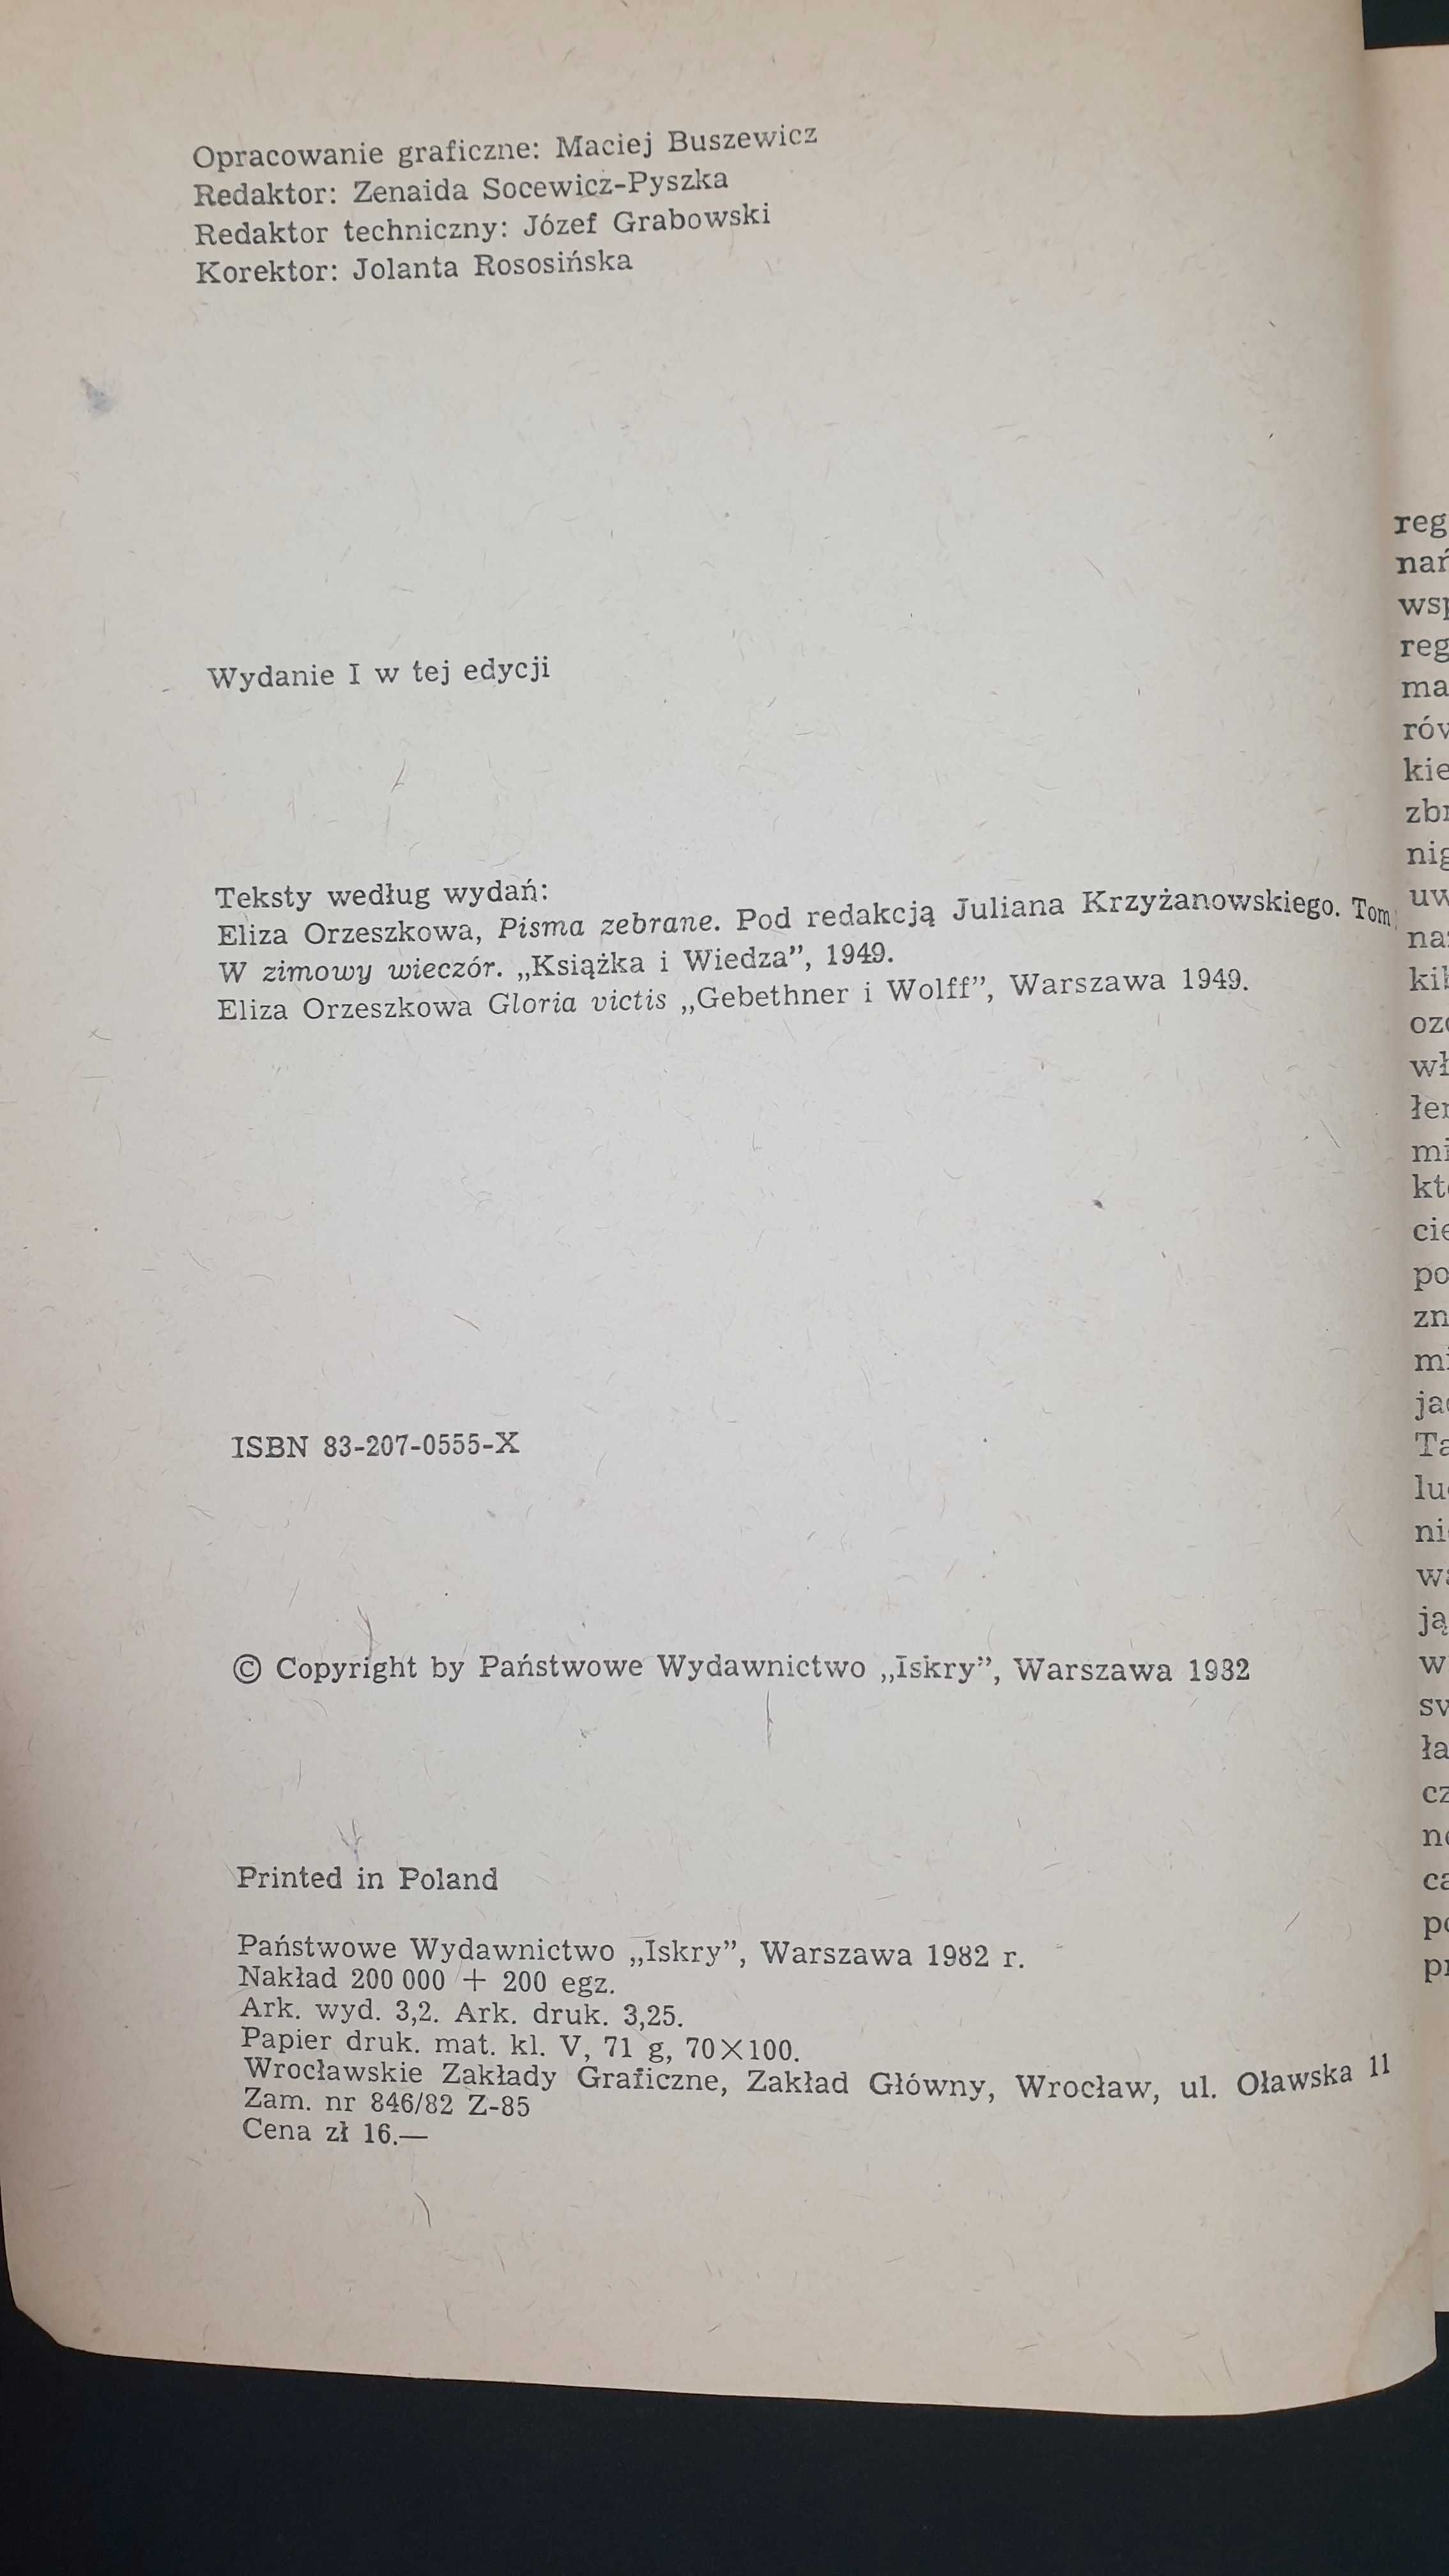 Opracowanie graficzne: Maciej Buszewicz
Redaktor: Zenaida Socewicz-Pyszka
Redaktor techniczny: Józef Grabowski
Korektor: Jolanta Rososińska
Wydanie I w tej edycji
Teksty według wydań:
Eliza Orzeszkowa, Pisma zebrane. Pod redakcją Juliana Krzyżanowskiego. Tom
W zimowy wieczór. „Książka i Wiedza”, 1949.
Eliza Orzeszkowa Gloria victis „Gebethner i Wolff”, Warszawa 1949.
ISBN 83-207-0555-X
© Copyright by Państwowe Wydawnictwo „Iskry”, Warszawa 1982
Printed in Poland
Państwowe Wydawnictwo „Iskry”, Warszawa 1982 r.
Nakład 200 000 + 200 egz.
Ark. wyd. 3,2. Ark. druk. 3,25.
Papier druk. mat. kl. V, 71 g, 70×100.
Wrocławskie Zakłady Graficzne, Zakład Główny, Wrocław, ul. Oławska 11
Zam. nr 846/82 Z-85
Cena zł 16.—